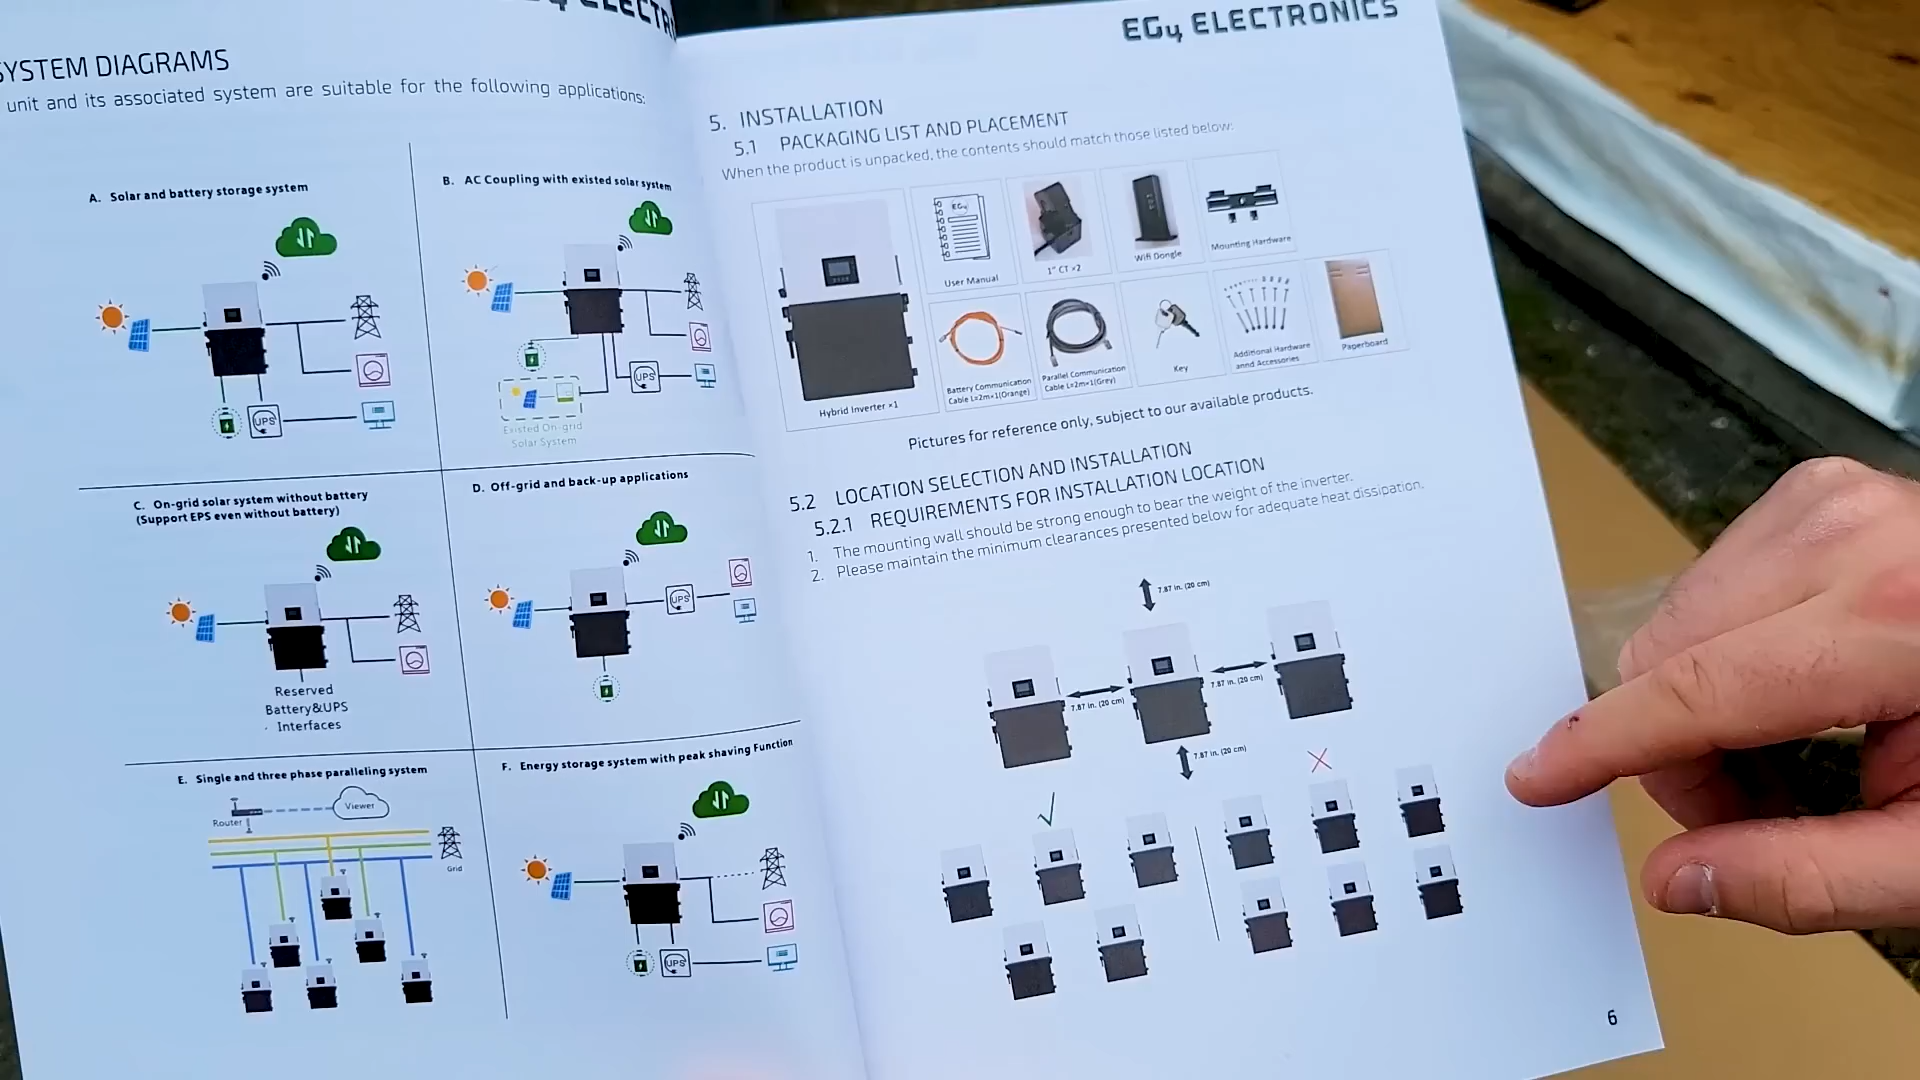 SYSTEM DIAGRAMS
unit and its associated system are suitable for the following applications:
A. Solar and battery storage system
UPS
B. AC Coupling with existed solar system
UPS
Existed On-grid
Solar System
C. On-grid solar system without battery
(Support EPS even without battery)
Reserved
Battery&UPS
Interfaces
D. Off-grid and back-up applications
UPS
E. Single and three phase paralleling system
Viewer
Router
Grid
F. Energy storage system with peak shaving Function
UPS
EG4 ELECTRONICS
5. INSTALLATION
5.1 PACKAGING LIST AND PLACEMENT
When the product is unpacked, the contents should match those listed below:
Hybrid Inverter ×1
EG4
User Manual
1" CT ×2
Wifi Dongle
Mounting Hardware
Battery Communication
Cable L=2m×1(Orange)
Parallel Communication
Cable L=2m×1(Grey)
Key
Additional Hardware
annd Accessories
Paperboard
Pictures for reference only, subject to our available products.
5.2 LOCATION SELECTION AND INSTALLATION
5.2.1 REQUIREMENTS FOR INSTALLATION LOCATION
1. The mounting wall should be strong enough to bear the weight of the inverter.
2. Please maintain the minimum clearances presented below for adequate heat dissipation.
7.87 in. (20 cm)
7.87 in. (20 cm)
7.87 in. (20 cm)
7.87 in. (20 cm)
6